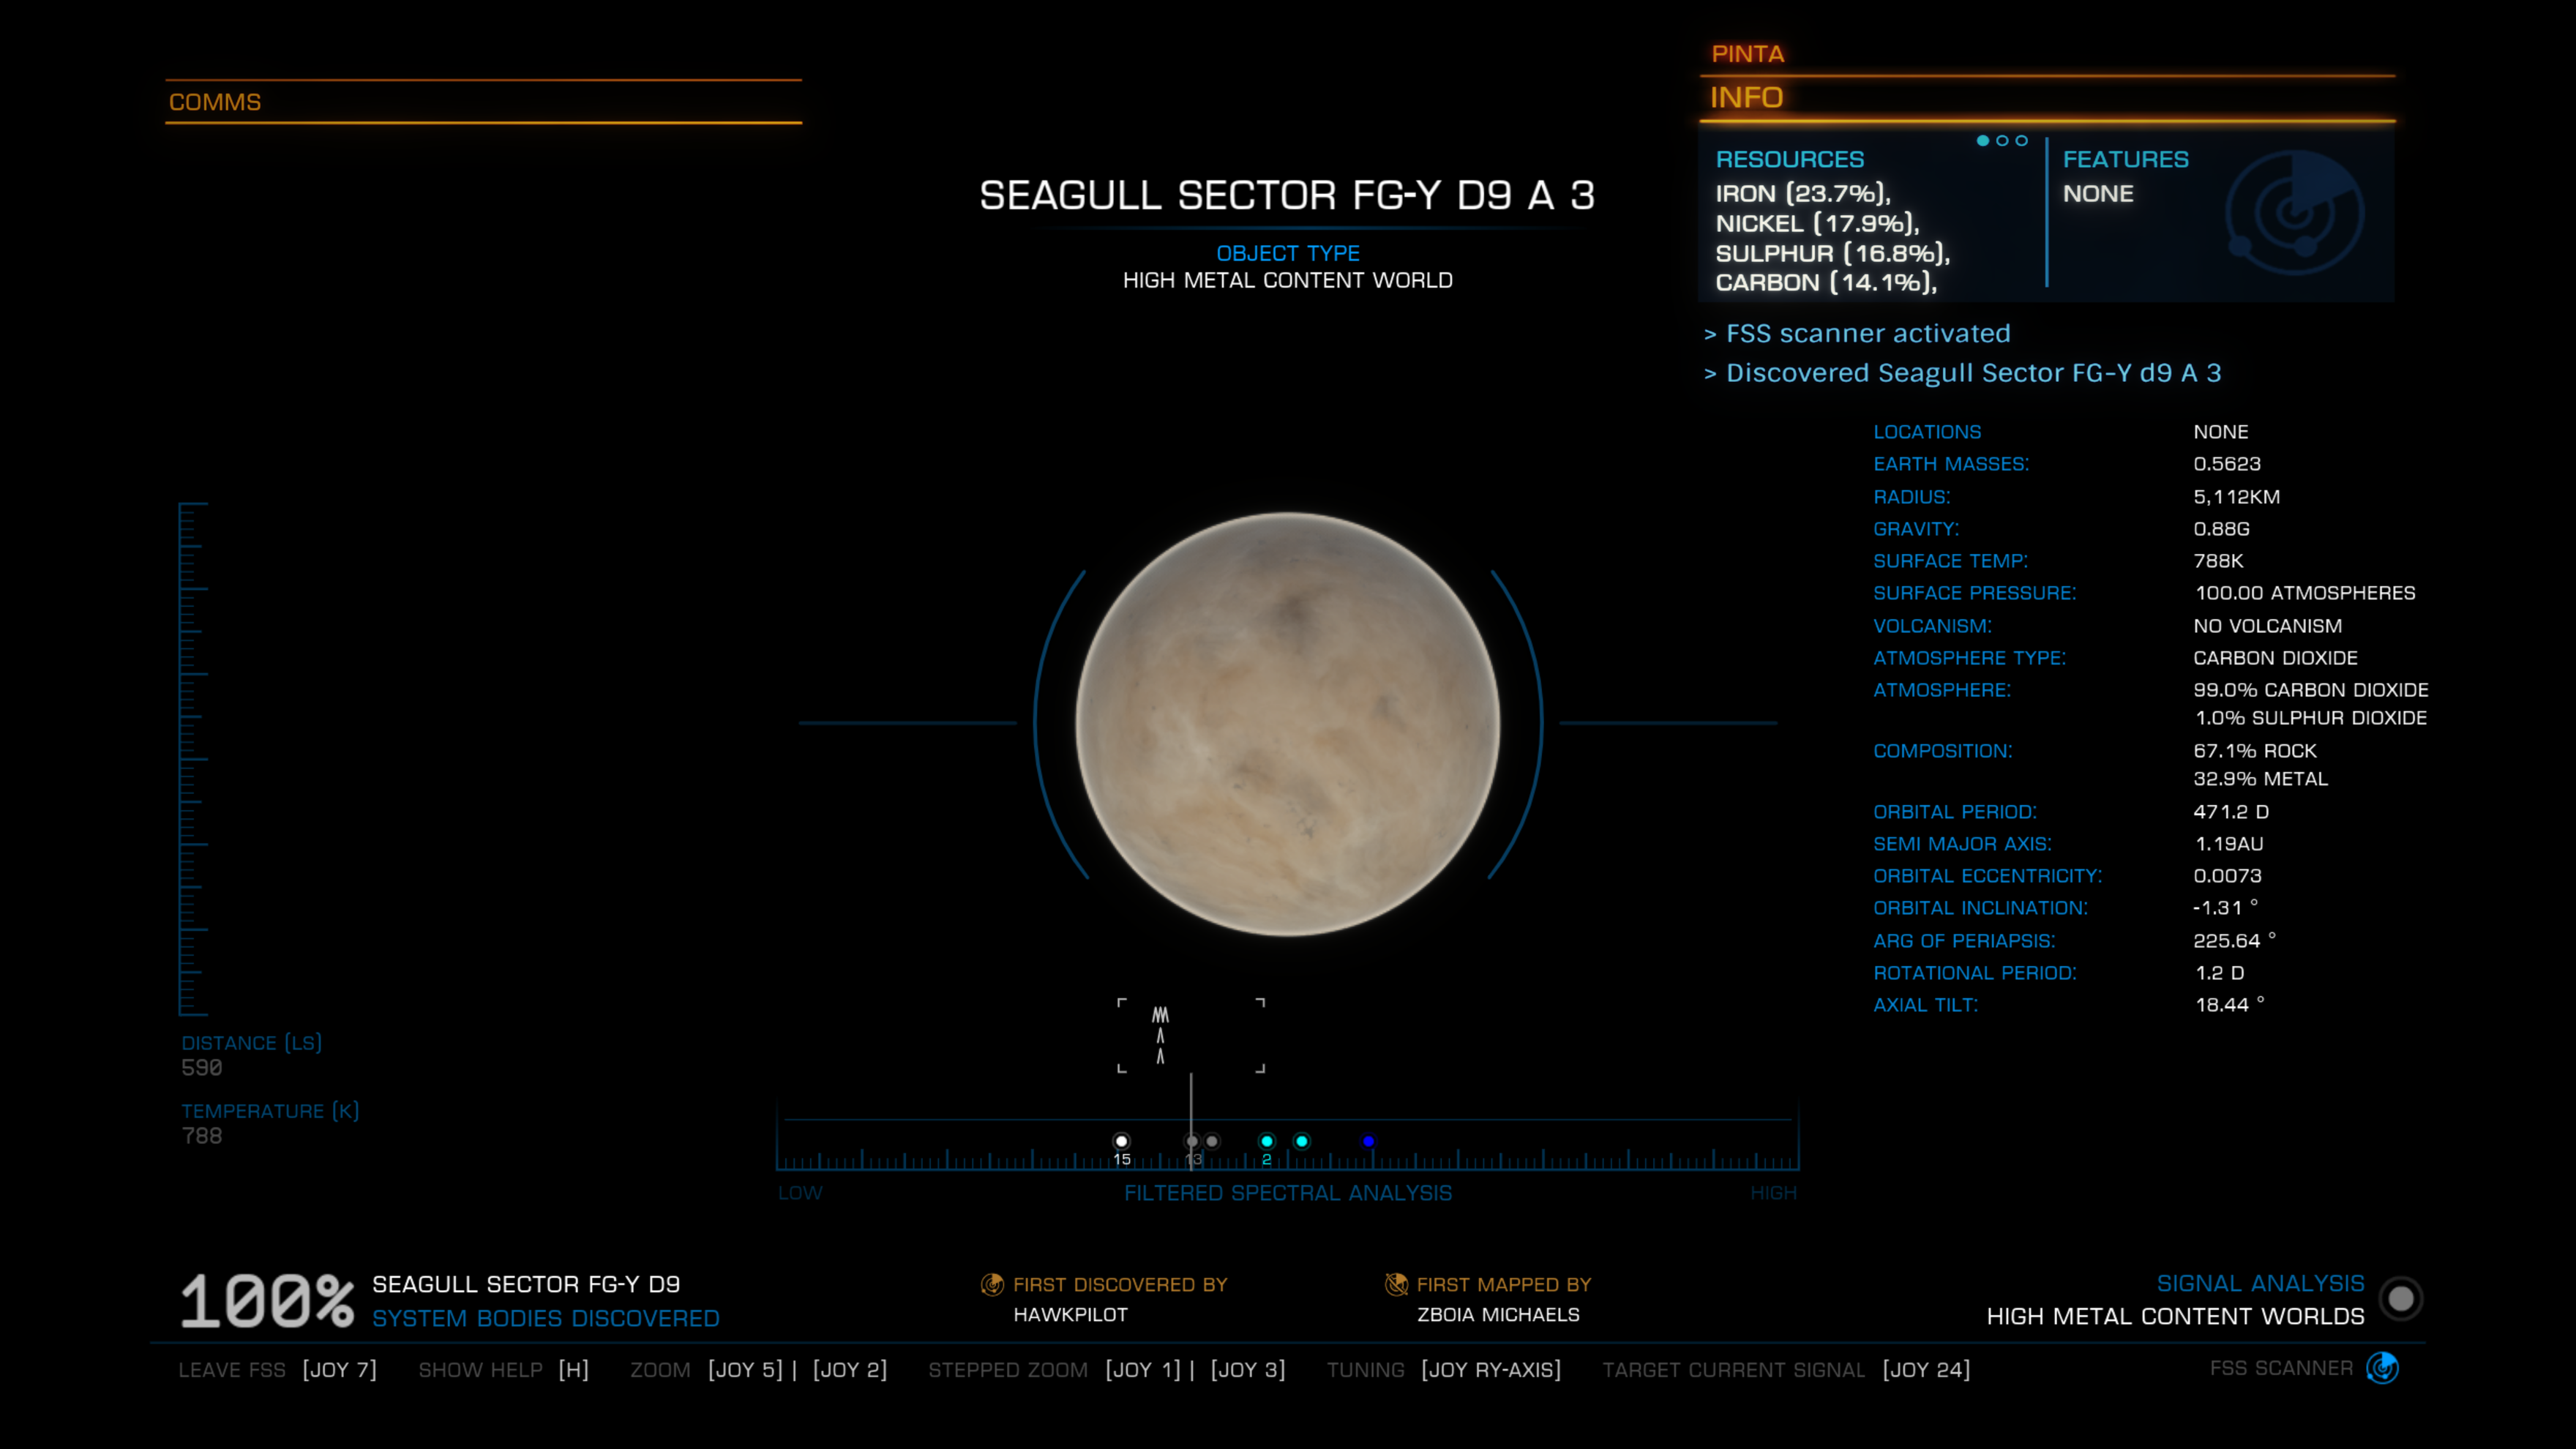 PINTA
COMMS
INFO
RESOURCES
IRON (23.7%),
NICKEL (17.9%),
SULPHUR (16.8%),
CARBON (14.1%),
FEATURES
NONE
SEAGULL SECTOR FG-Y D9 A 3
OBJECT TYPE
HIGH METAL CONTENT WORLD
> FSS scanner activated
> Discovered Seagull Sector FG-Y d9 A 3
LOCATIONS NONE
EARTH MASSES: 0.5623
RADIUS: 5,112KM
GRAVITY: 0.88G
SURFACE TEMP: 788K
SURFACE PRESSURE: 100.00 ATMOSPHERES
VOLCANISM: NO VOLCANISM
ATMOSPHERE TYPE: CARBON DIOXIDE
ATMOSPHERE: 99.0% CARBON DIOXIDE
1.0% SULPHUR DIOXIDE
COMPOSITION: 67.1% ROCK
32.9% METAL
ORBITAL PERIOD: 471.2 D
SEMI MAJOR AXIS: 1.19AU
ORBITAL ECCENTRICITY: 0.0073
ORBITAL INCLINATION: -1.31 °
ARG OF PERIAPSIS: 225.64 °
ROTATIONAL PERIOD: 1.2 D
AXIAL TILT: 18.44 °
DISTANCE (LS)
590
TEMPERATURE (K)
788
15 13 2
LOW FILTERED SPECTRAL ANALYSIS HIGH
100% SEAGULL SECTOR FG-Y D9
SYSTEM BODIES DISCOVERED
FIRST DISCOVERED BY
HAWKPILOT
FIRST MAPPED BY
ZBOIA MICHAELS
SIGNAL ANALYSIS
HIGH METAL CONTENT WORLDS
LEAVE FSS [JOY 7] SHOW HELP [H] ZOOM [JOY 5] | [JOY 2] STEPPED ZOOM [JOY 1] | [JOY 3] TUNING [JOY RY-AXIS] TARGET CURRENT SIGNAL [JOY 24] FSS SCANNER